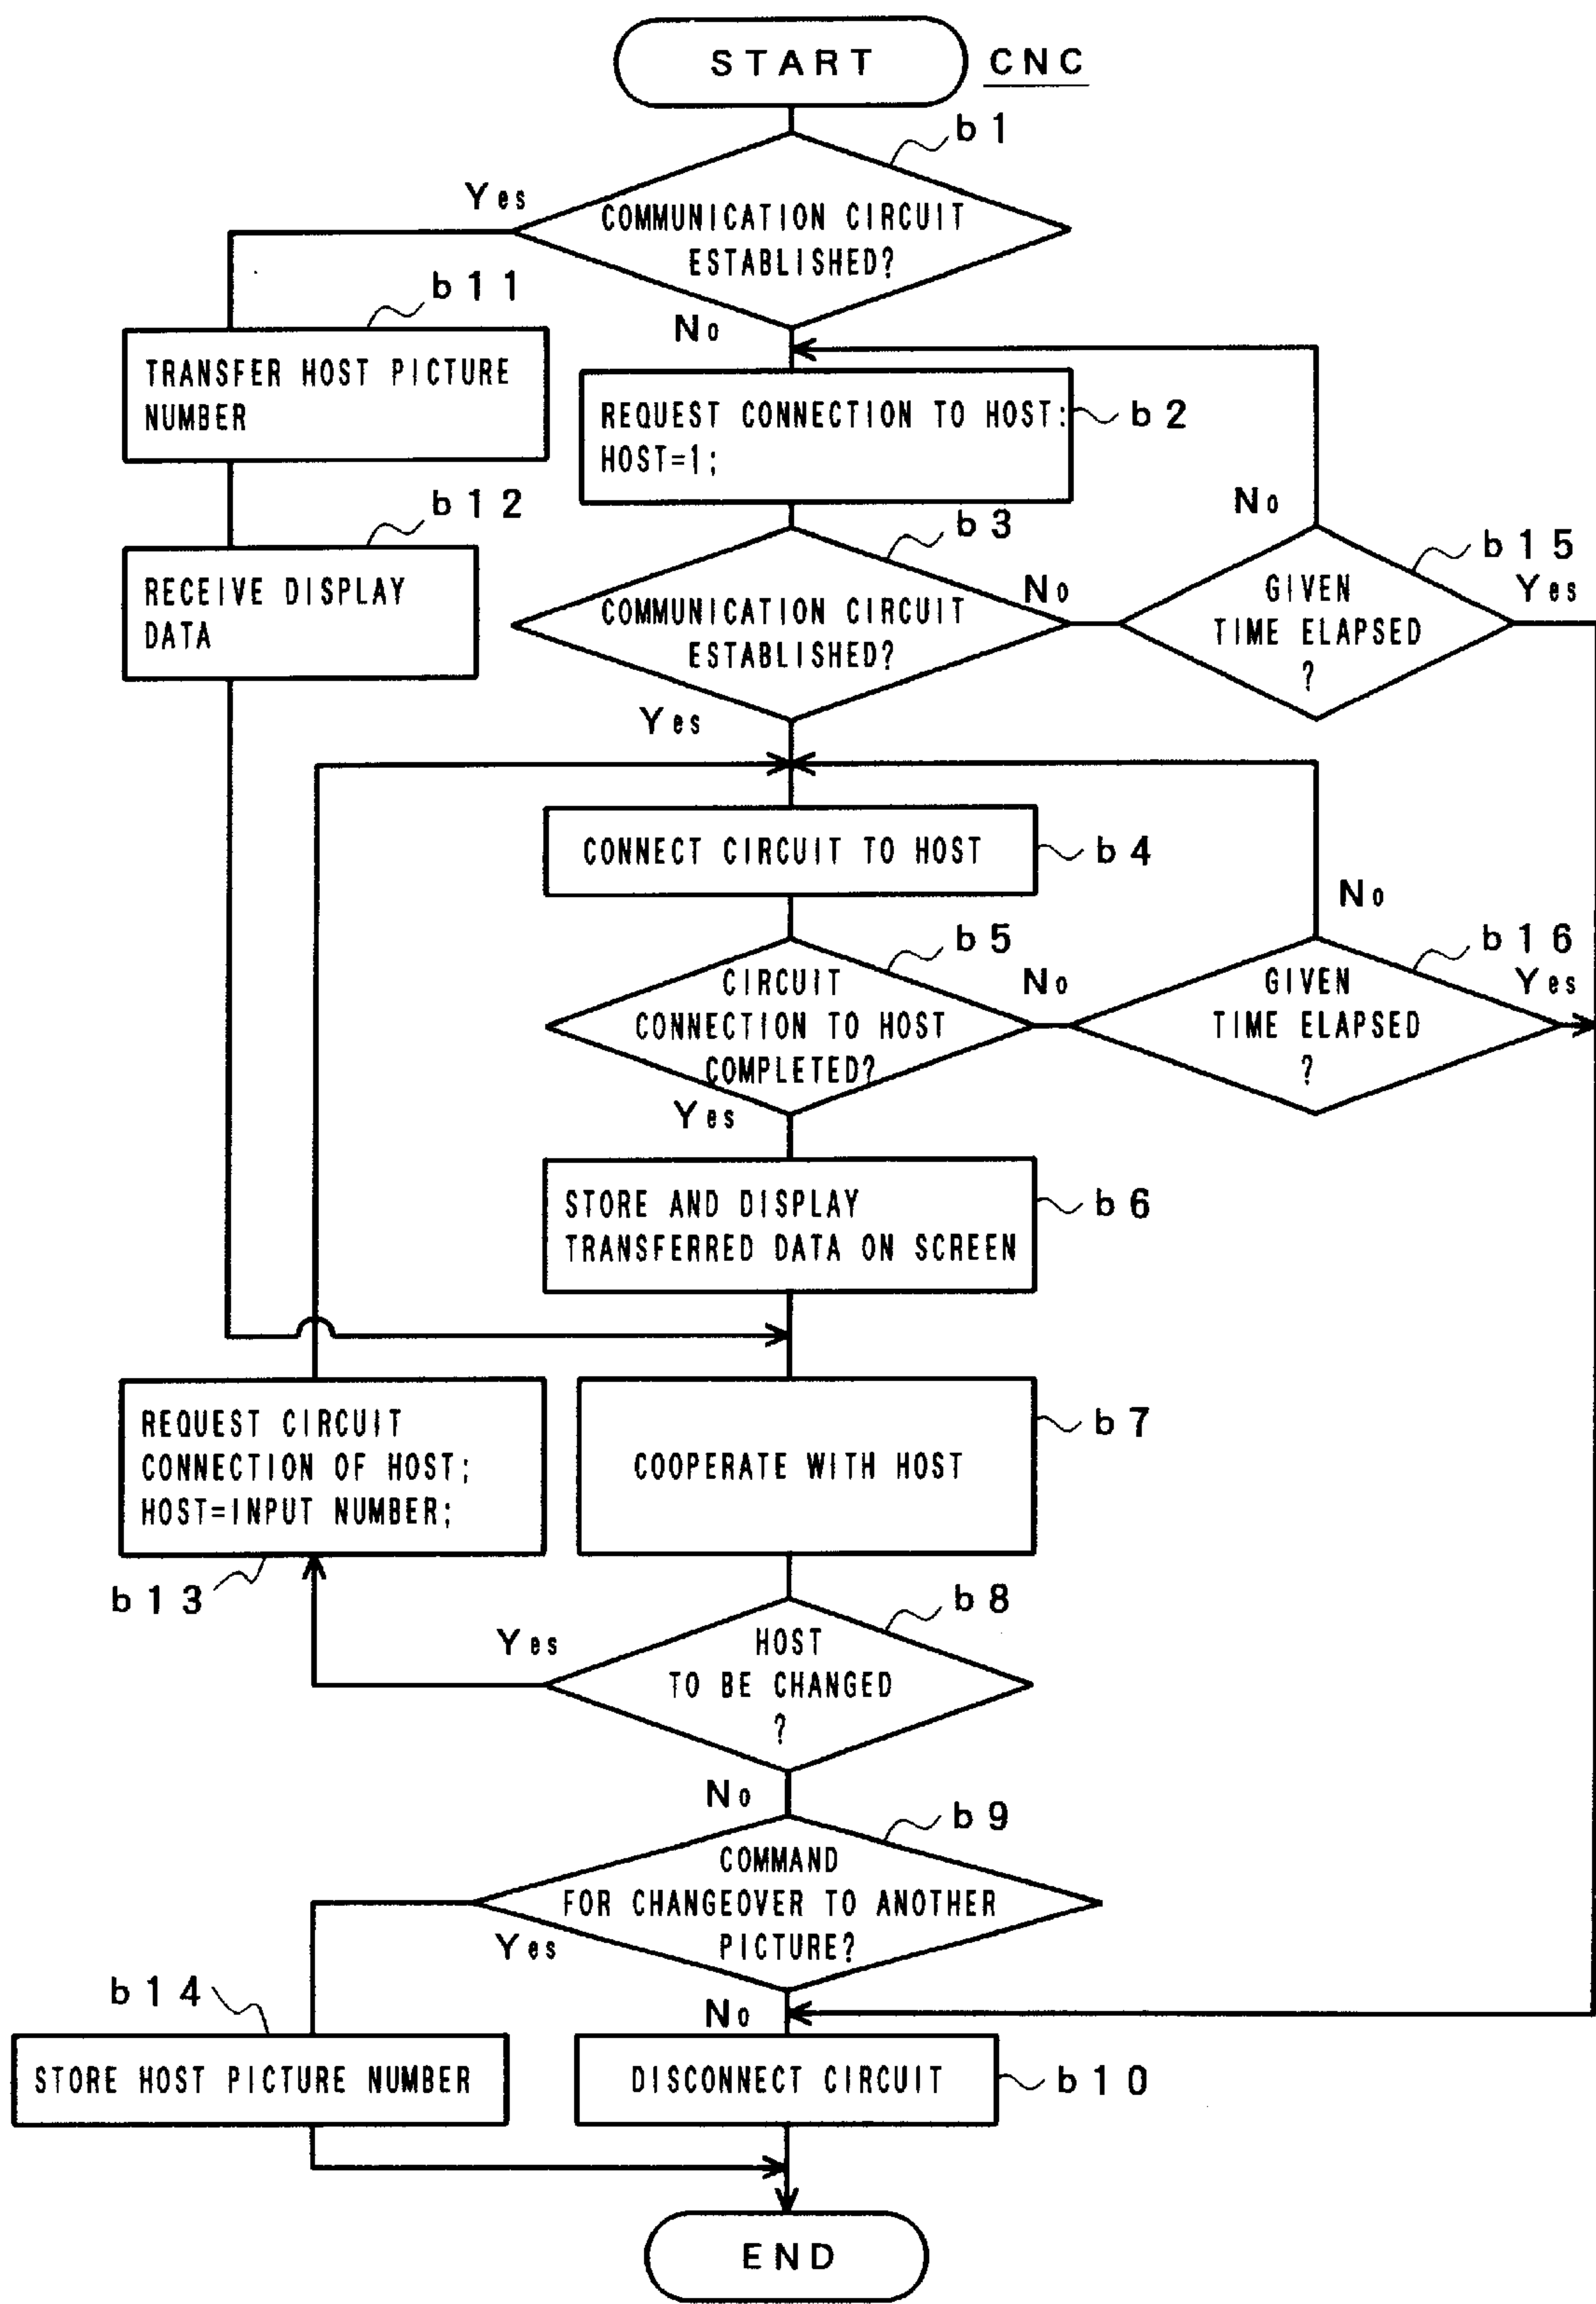 START
CNC
b1
Yes
COMMUNICATION CIRCUIT
ESTABLISHED?
No
b11
TRANSFER HOST PICTURE
NUMBER
REQUEST CONNECTION TO HOST:
HOST=1;
b2
b12
RECEIVE DISPLAY
DATA
b3
COMMUNICATION CIRCUIT
ESTABLISHED?
No
Yes
No
b15
GIVEN
TIME ELAPSED
?
Yes
CONNECT CIRCUIT TO HOST
b4
b5
CIRCUIT
CONNECTION TO HOST
COMPLETED?
No
Yes
No
b16
GIVEN
TIME ELAPSED
?
Yes
STORE AND DISPLAY
TRANSFERRED DATA ON SCREEN
b6
REQUEST CIRCUIT
CONNECTION OF HOST;
HOST=INPUT NUMBER;
b13
COOPERATE WITH HOST
b7
b8
Yes
HOST
TO BE CHANGED
?
No
b9
COMMAND
FOR CHANGEOVER TO ANOTHER
PICTURE?
Yes
No
b14
STORE HOST PICTURE NUMBER
DISCONNECT CIRCUIT
b10
END